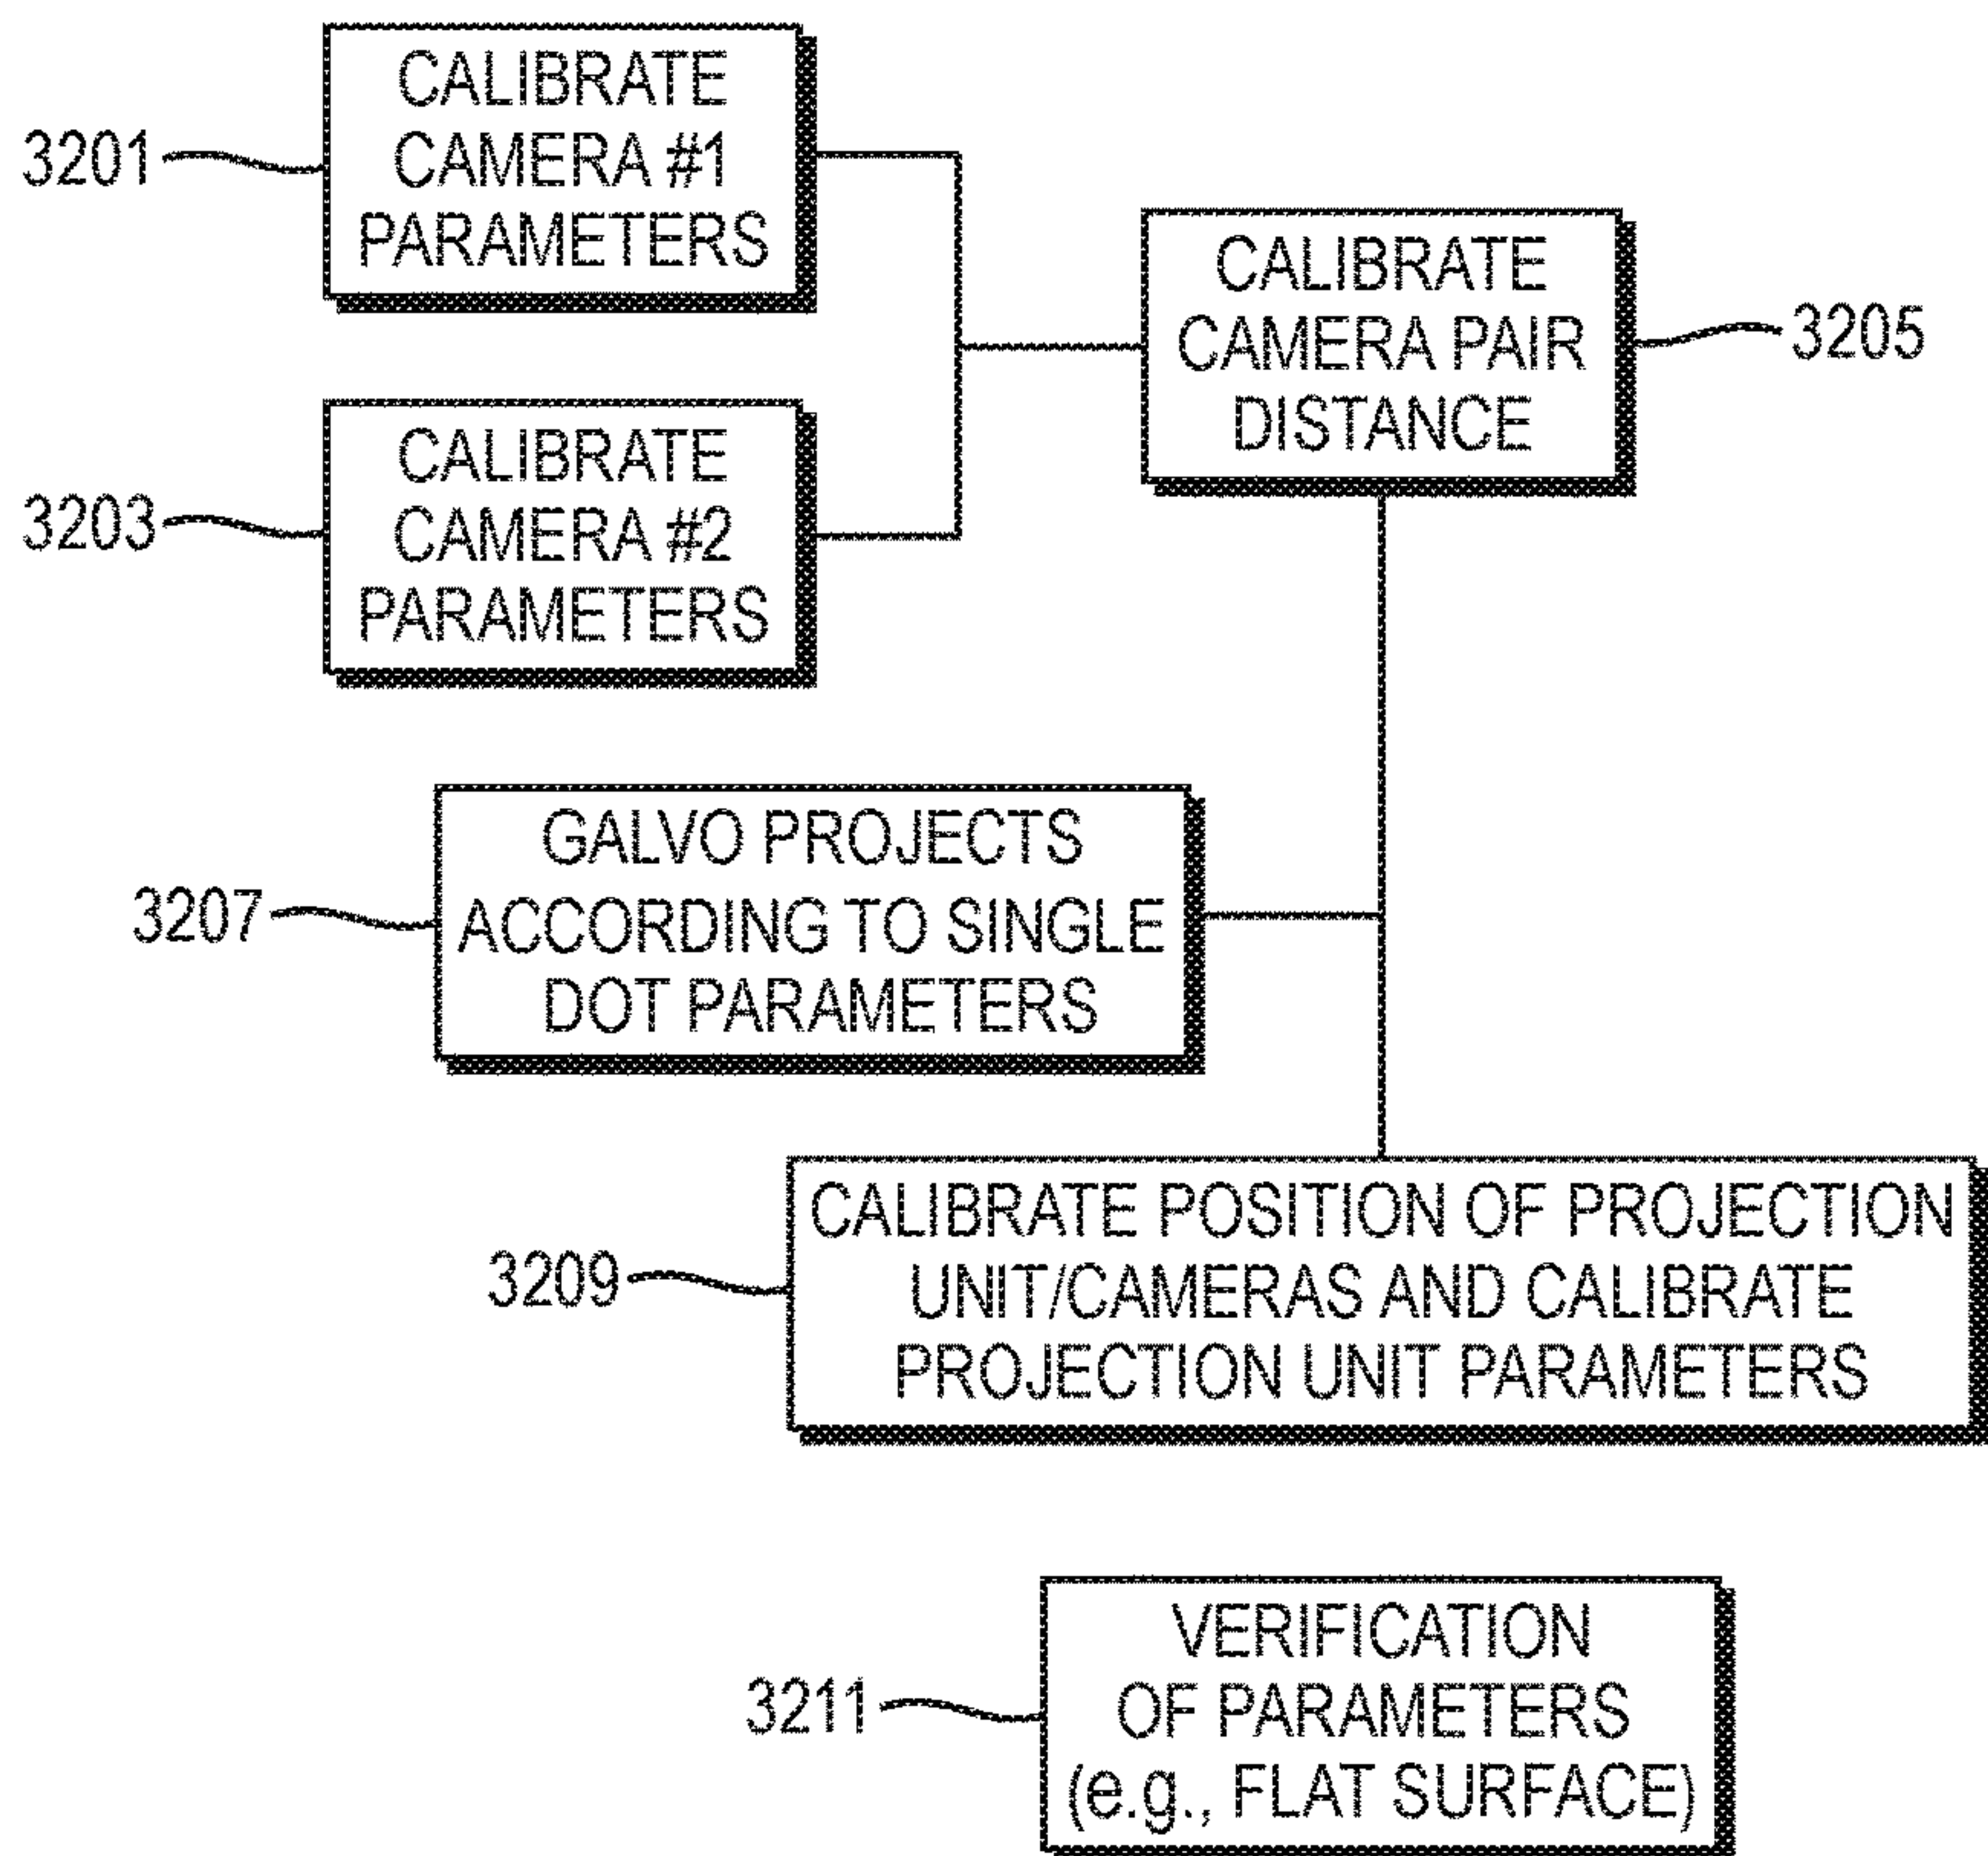 3201
CALIBRATE
CAMERA #1
PARAMETERS
3203
CALIBRATE
CAMERA #2
PARAMETERS
CALIBRATE
CAMERA PAIR
DISTANCE
3205
3207
GALVO PROJECTS
ACCORDING TO SINGLE
DOT PARAMETERS
3209
CALIBRATE POSITION OF PROJECTION
UNIT/CAMERAS AND CALIBRATE
PROJECTION UNIT PARAMETERS
3211
VERIFICATION
OF PARAMETERS
(e.g., FLAT SURFACE)